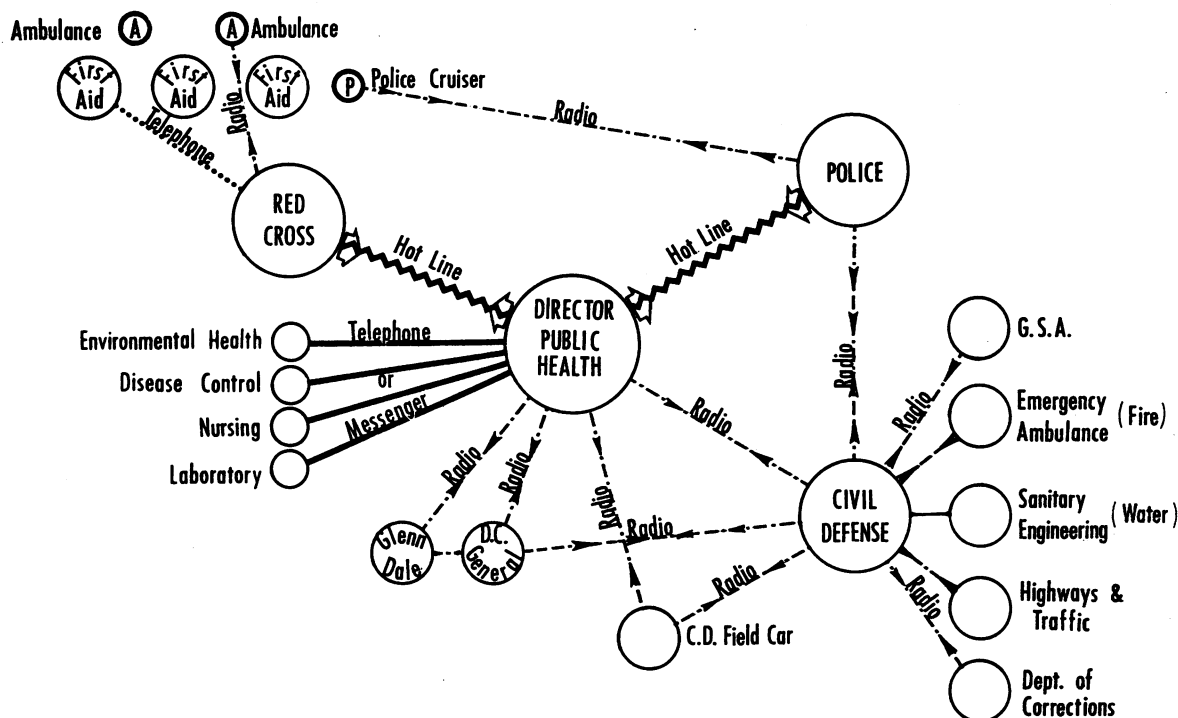 Ambulance A
A Ambulance
First
Aid
First
Aid
First
Aid
P Police Cruiser
Radio
Radio
Telephone
POLICE
RED
CROSS
Hot Line
Hot Line
DIRECTOR
PUBLIC
HEALTH
Environmental Health
Telephone
Disease Control
or
Nursing
Messenger
Laboratory
Radio
G.S.A.
Radio
Radio
Emergency
Ambulance (Fire)
Radio
Radio
Radio
Radio
CIVIL
DEFENSE
Sanitary
Engineering (Water)
Glenn
Dale
D.C.
General
Radio
Radio
Radio
Highways &
Traffic
C.D. Field Car
Dept. of
Corrections